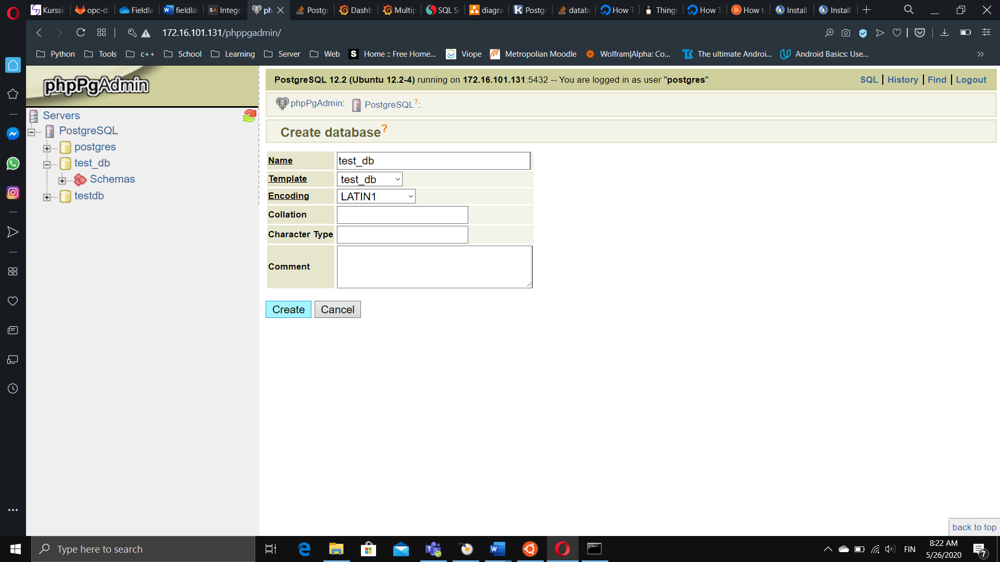 Kurssi
opc-da
Fieldla
fieldla
SA Integr
ph
Postgr
Dashb
Multip
SQL S
diagra
K Postgr
datab
How T
Things
How T
How t
Install
Install
172.16.101.131/phppgadmin/
Python
Tools
c++
School
Learning
Server
Web
S Home :: Free Home...
Viope
Metropolian Moodle
Wolfram|Alpha: Co...
The ultimate Androi...
Android Basics: Use...
phpPgAdmin
PostgreSQL 12.2 (Ubuntu 12.2-4) running on 172.16.101.131:5432 -- You are logged in as user "postgres"
SQL | History | Find | Logout
phpPgAdmin: PostgreSQL?:
Servers
PostgreSQL
postgres
test_db
Schemas
testdb
Create database?
Name test_db
Template test_db
Encoding LATIN1
Collation
Character Type
Comment
Create Cancel
back to top
Type here to search
FIN
8:22 AM
5/26/2020
7